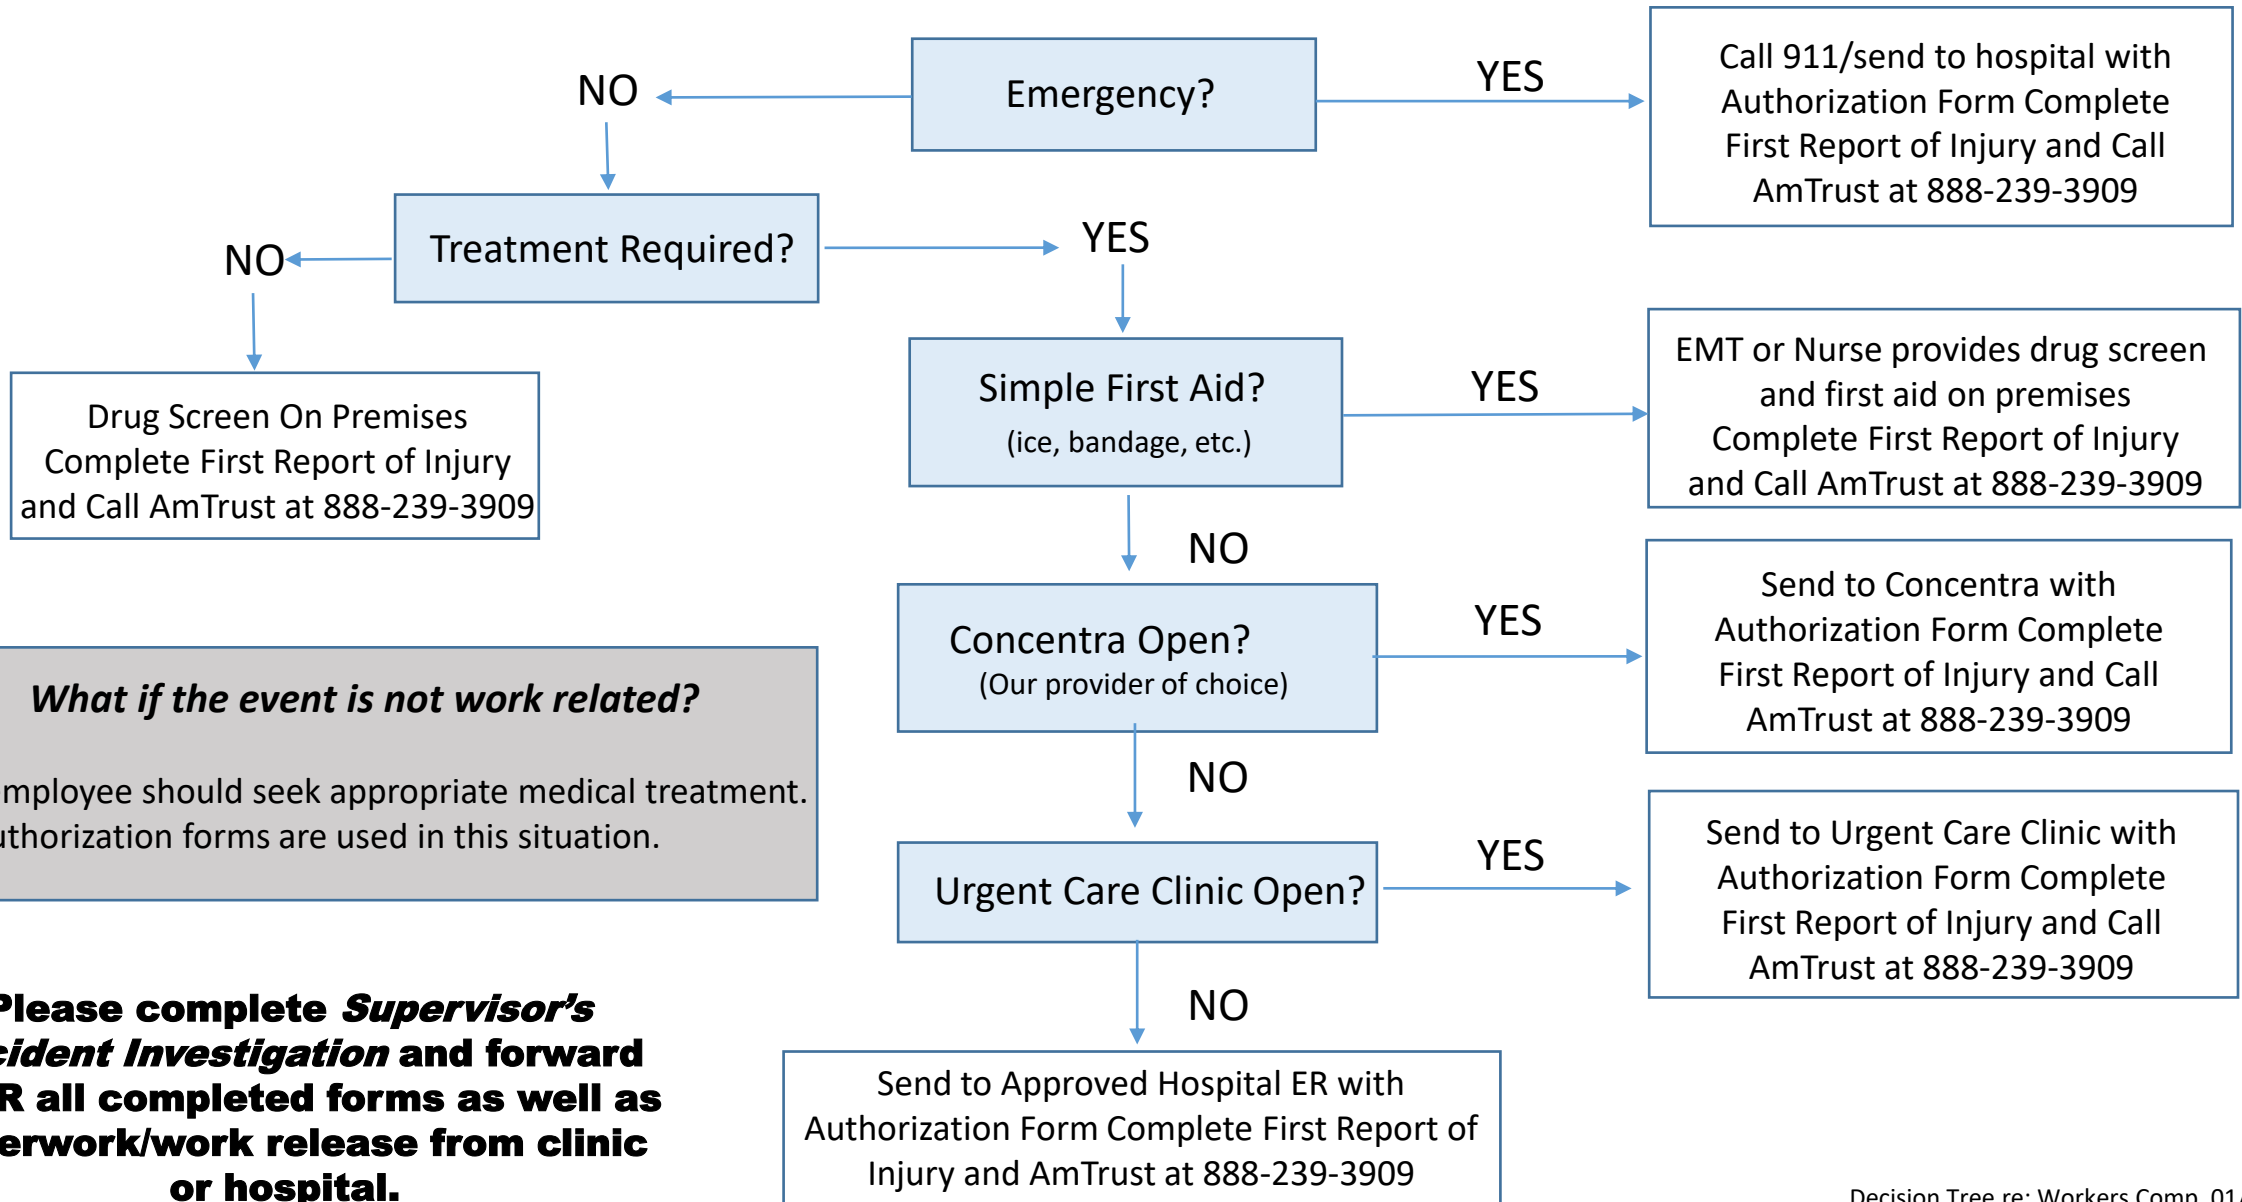 Emergency?
YES
Call 911/send to hospital with
Authorization Form Complete
First Report of Injury and Call
AmTrust at 888-239-3909
NO
Treatment Required?
YES
NO
Drug Screen On Premises
Complete First Report of Injury
and Call AmTrust at 888-239-3909
Simple First Aid?
(ice, bandage, etc.)
YES
EMT or Nurse provides drug screen
and first aid on premises
Complete First Report of Injury
and Call AmTrust at 888-239-3909
NO
Concentra Open?
(Our provider of choice)
YES
Send to Concentra with
Authorization Form Complete
First Report of Injury and Call
AmTrust at 888-239-3909
NO
Urgent Care Clinic Open?
YES
Send to Urgent Care Clinic with
Authorization Form Complete
First Report of Injury and Call
AmTrust at 888-239-3909
NO
Send to Approved Hospital ER with
Authorization Form Complete First Report of
Injury and AmTrust at 888-239-3909
What if the event is not work related?
employee should seek appropriate medical treatment.
forms are used in this situation.
Please complete Supervisor's
Investigation and forward
all completed forms as well as
release from clinic
or hospital.
Decision Tree re: Workers Comp 01